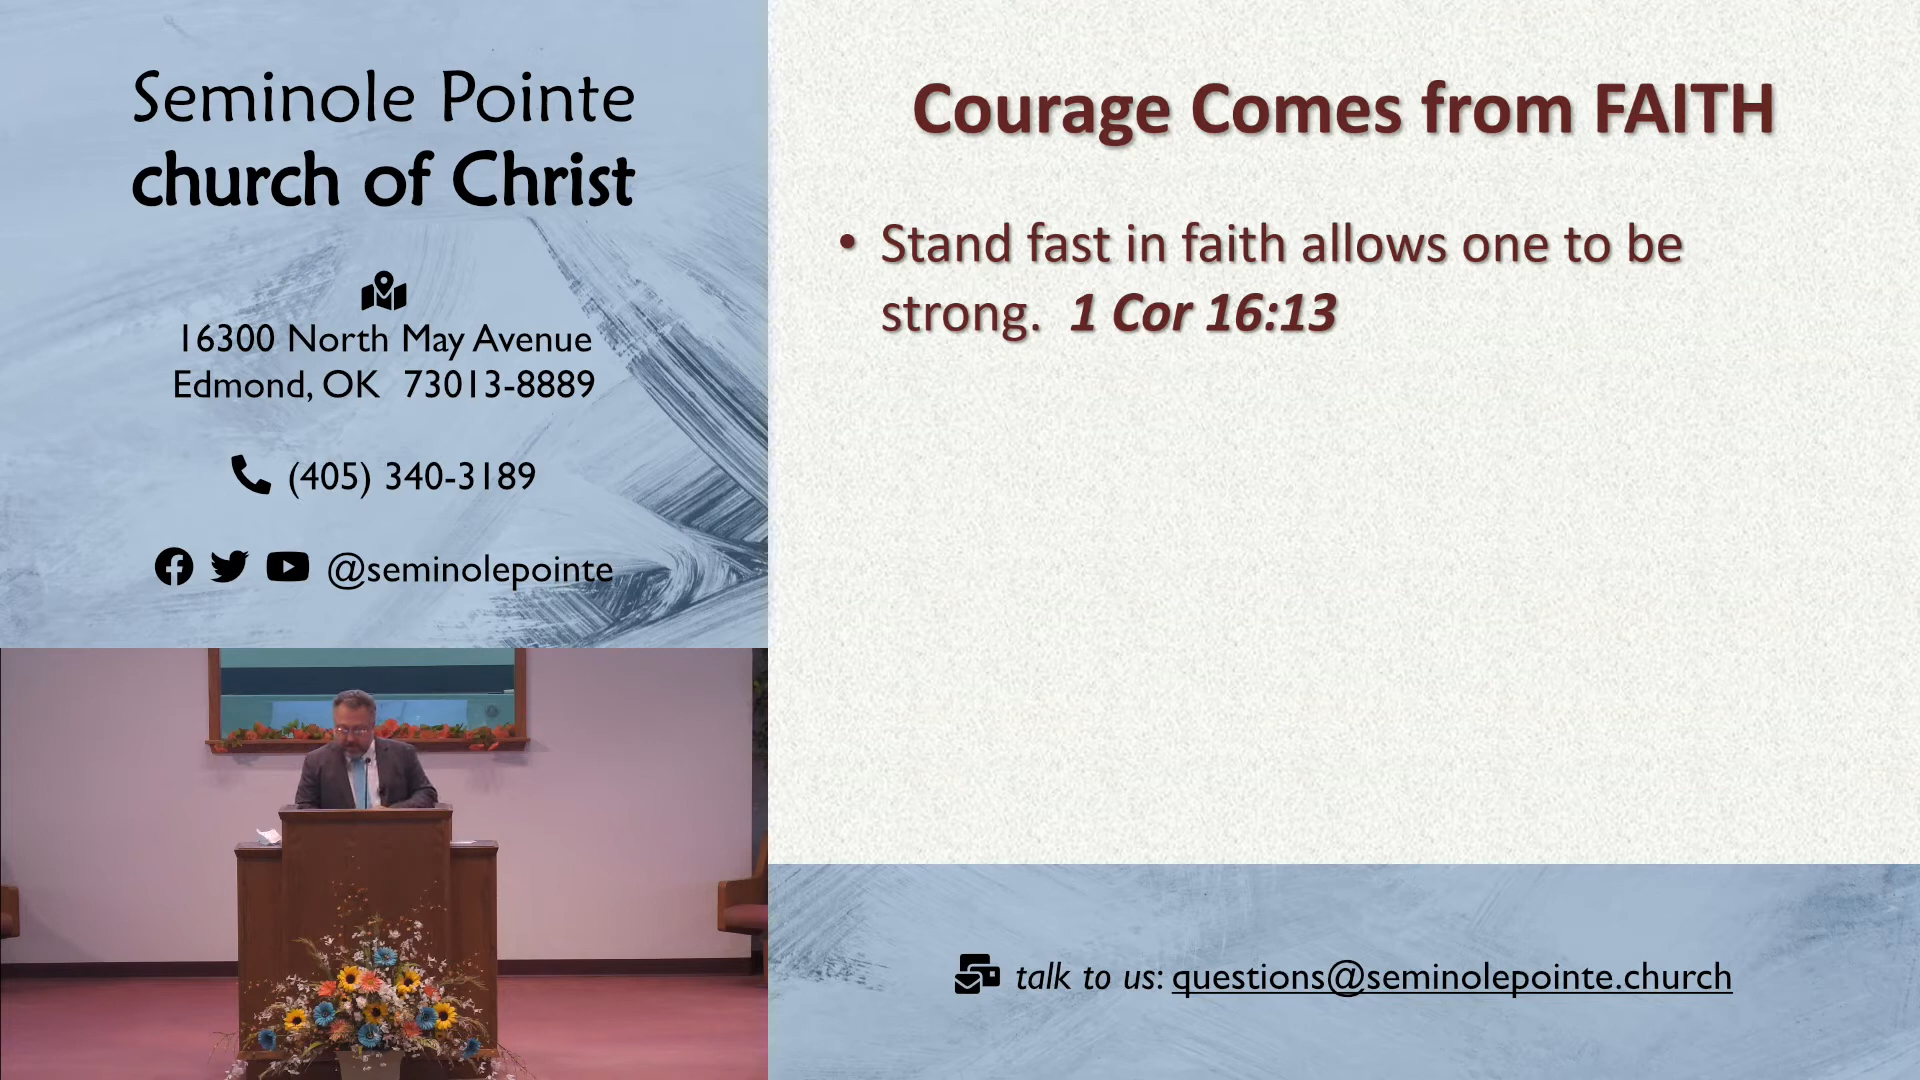 Seminole Pointe
church of Christ
16300 North May Avenue
Edmond, OK  73013-8889
(405) 340-3189
@seminolepointe
Courage Comes from FAITH
• Stand fast in faith allows one to be
strong.  1 Cor 16:13
talk to us: questions@seminolepointe.church